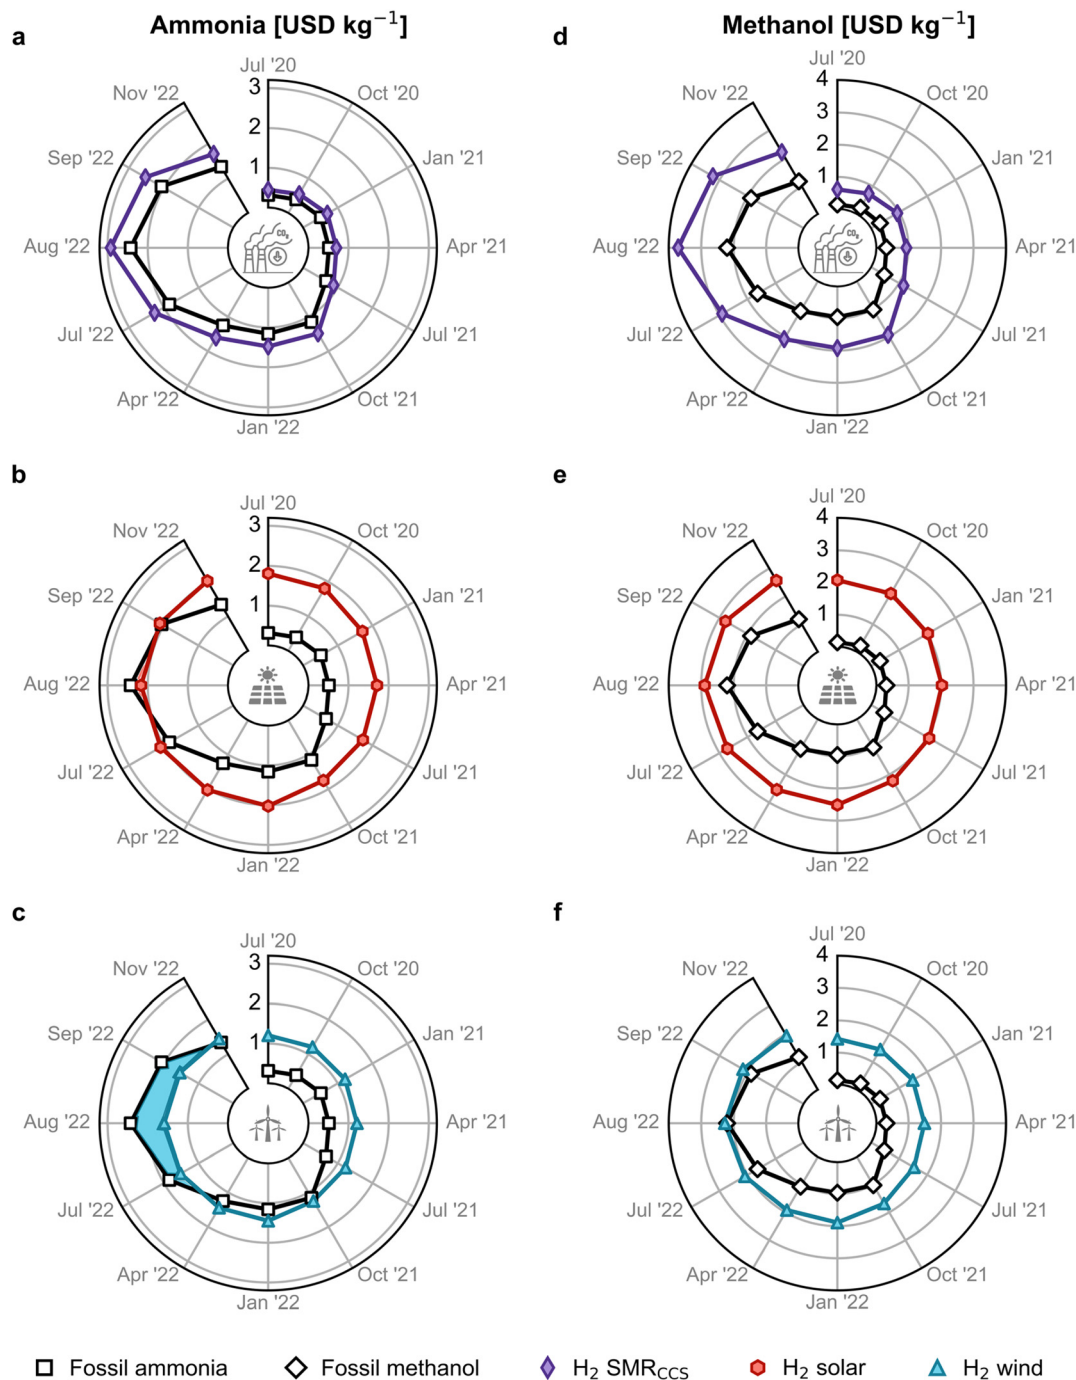 Ammonia [USD kg⁻¹]
Methanol [USD kg⁻¹]
a
Jul '20
Oct '20
Jan '21
Apr '21
Jul '21
Oct '21
Jan '22
Apr '22
Jul '22
Aug '22
Sep '22
Nov '22
3
2
1
CO₂
d
Jul '20
Oct '20
Jan '21
Apr '21
Jul '21
Oct '21
Jan '22
Apr '22
Jul '22
Aug '22
Sep '22
Nov '22
4
3
2
1
CO₂
b
Jul '20
Oct '20
Jan '21
Apr '21
Jul '21
Oct '21
Jan '22
Apr '22
Jul '22
Aug '22
Sep '22
Nov '22
3
2
1
e
Jul '20
Oct '20
Jan '21
Apr '21
Jul '21
Oct '21
Jan '22
Apr '22
Jul '22
Aug '22
Sep '22
Nov '22
4
3
2
1
c
Jul '20
Oct '20
Jan '21
Apr '21
Jul '21
Oct '21
Jan '22
Apr '22
Jul '22
Aug '22
Sep '22
Nov '22
3
2
1
f
Jul '20
Oct '20
Jan '21
Apr '21
Jul '21
Oct '21
Jan '22
Apr '22
Jul '22
Aug '22
Sep '22
Nov '22
4
3
2
1
Fossil ammonia
Fossil methanol
H₂ SMR_CCS
H₂ solar
H₂ wind